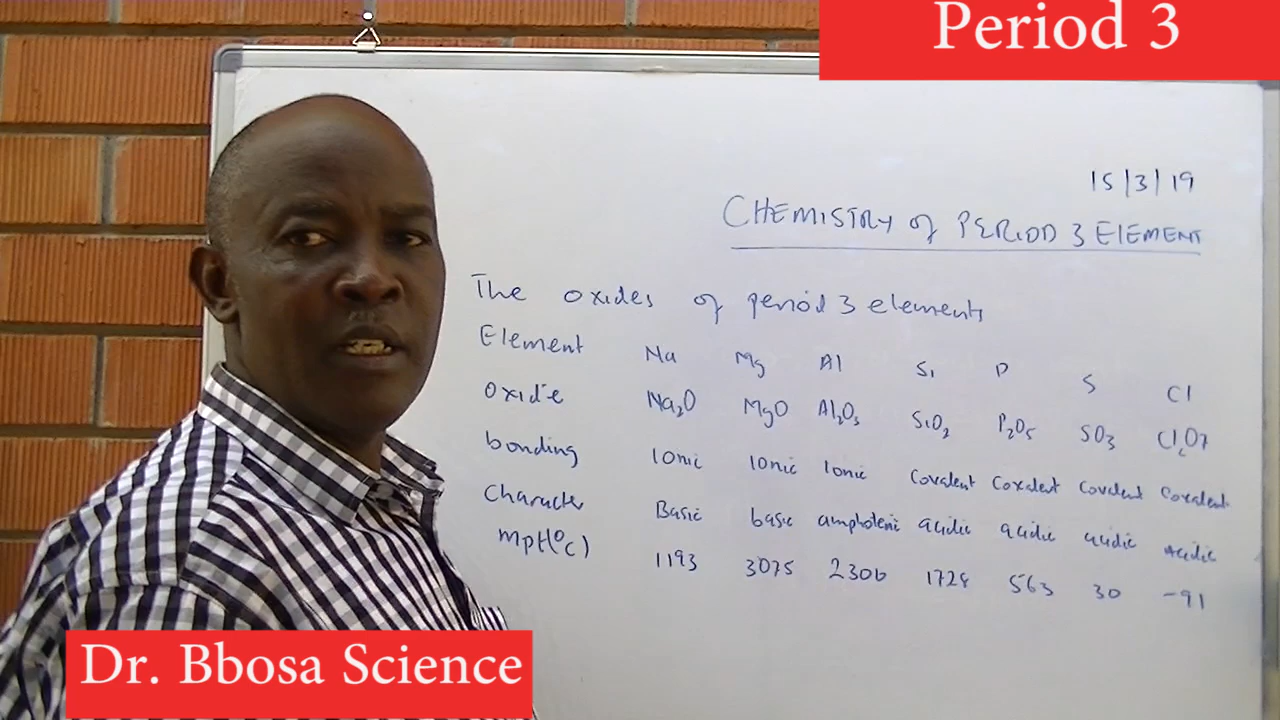 Period 3
15/3/19
CHEMISTRY of PERIOD 3 ELEMENT
The oxides of period 3 elements
Element Na Mg Al Si P S Cl
Oxide Na₂O MgO Al₂O₃ SiO₂ P₂O₅ SO₃ Cl₂O7
bonding Ionic Ionic Ionic Covalent Covalent Covalent Covalent
Character Basic basic amphoteric acidic acidic acidic Acidic
mpt(°C) 1193 3075 1728 563 30 -91
Dr. Bbosa Science